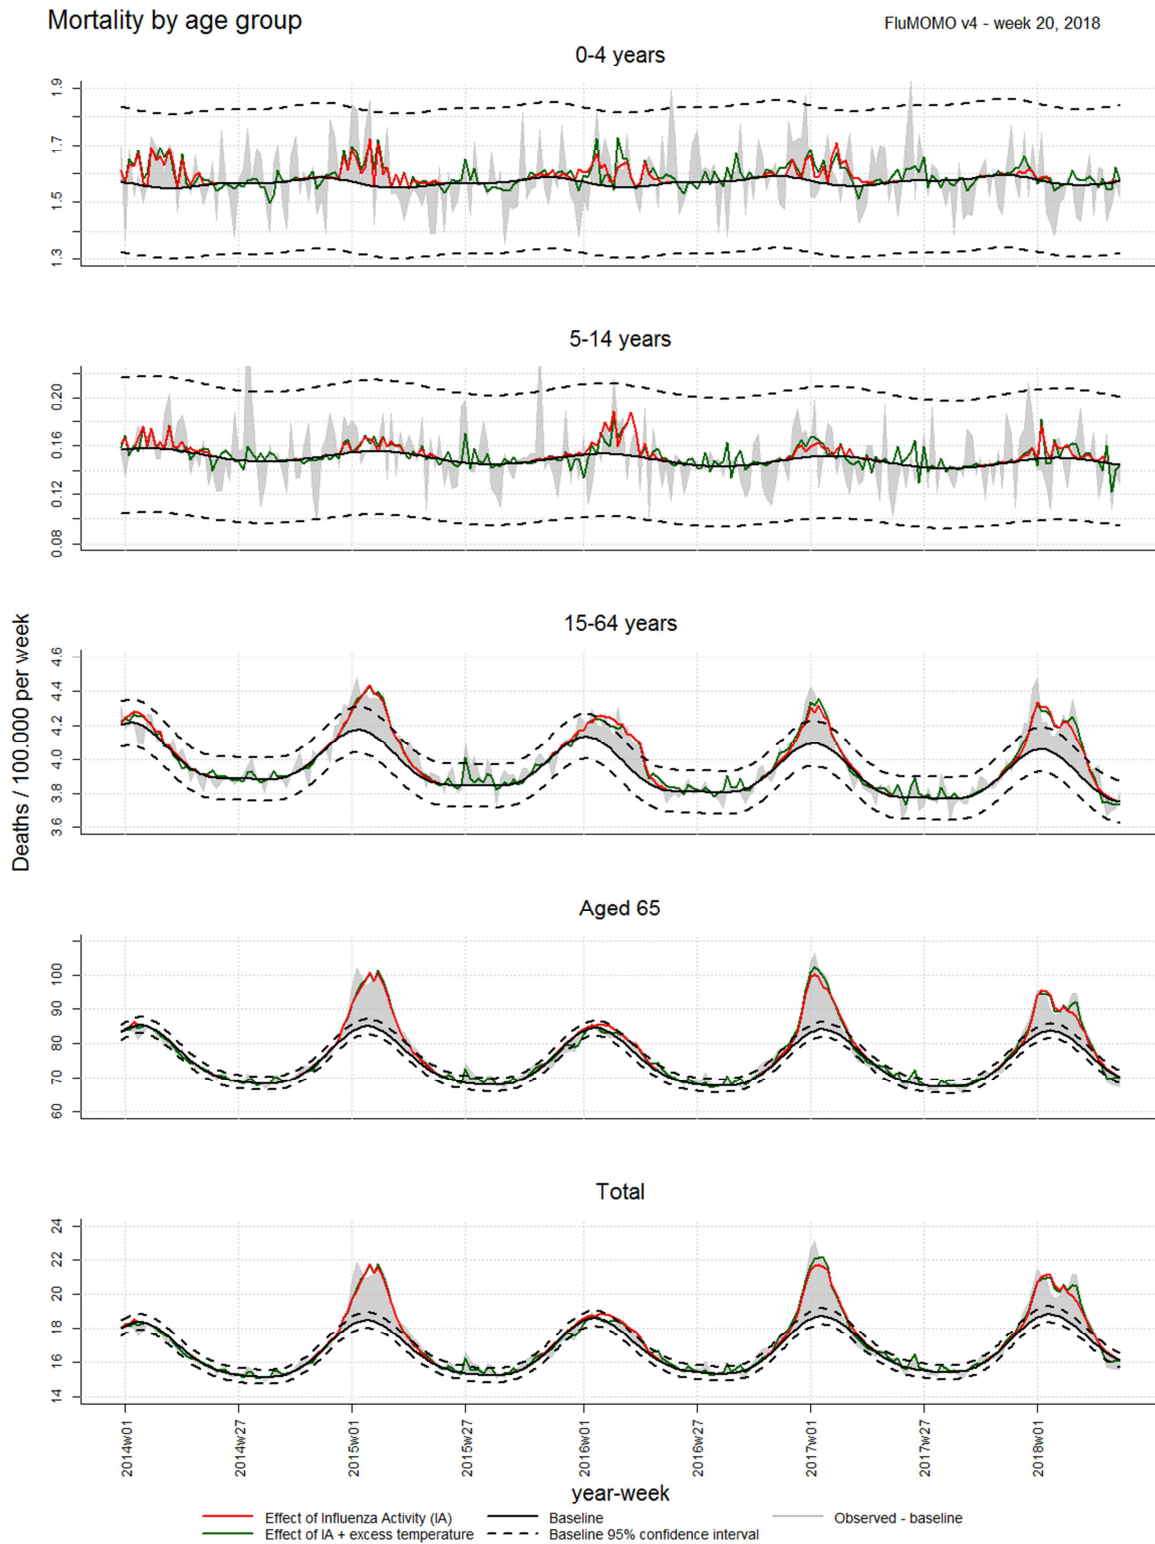 Mortality by age group
FluMOMO v4 - week 20, 2018
0-4 years
1.9
1.7
1.5
1.3
5-14 years
0.20
0.16
0.12
0.08
Deaths / 100.000 per week
15-64 years
4.6
4.4
4.2
4.0
3.8
3.6
Aged 65
100
90
80
70
60
Total
24
22
20
18
16
14
2014w01
2014w27
2015w01
2015w27
2016w01
2016w27
2017w01
2017w27
2018w01
year-week
Effect of Influenza Activity (IA)
Baseline
Observed - baseline
Effect of IA + excess temperature
Baseline 95% confidence interval